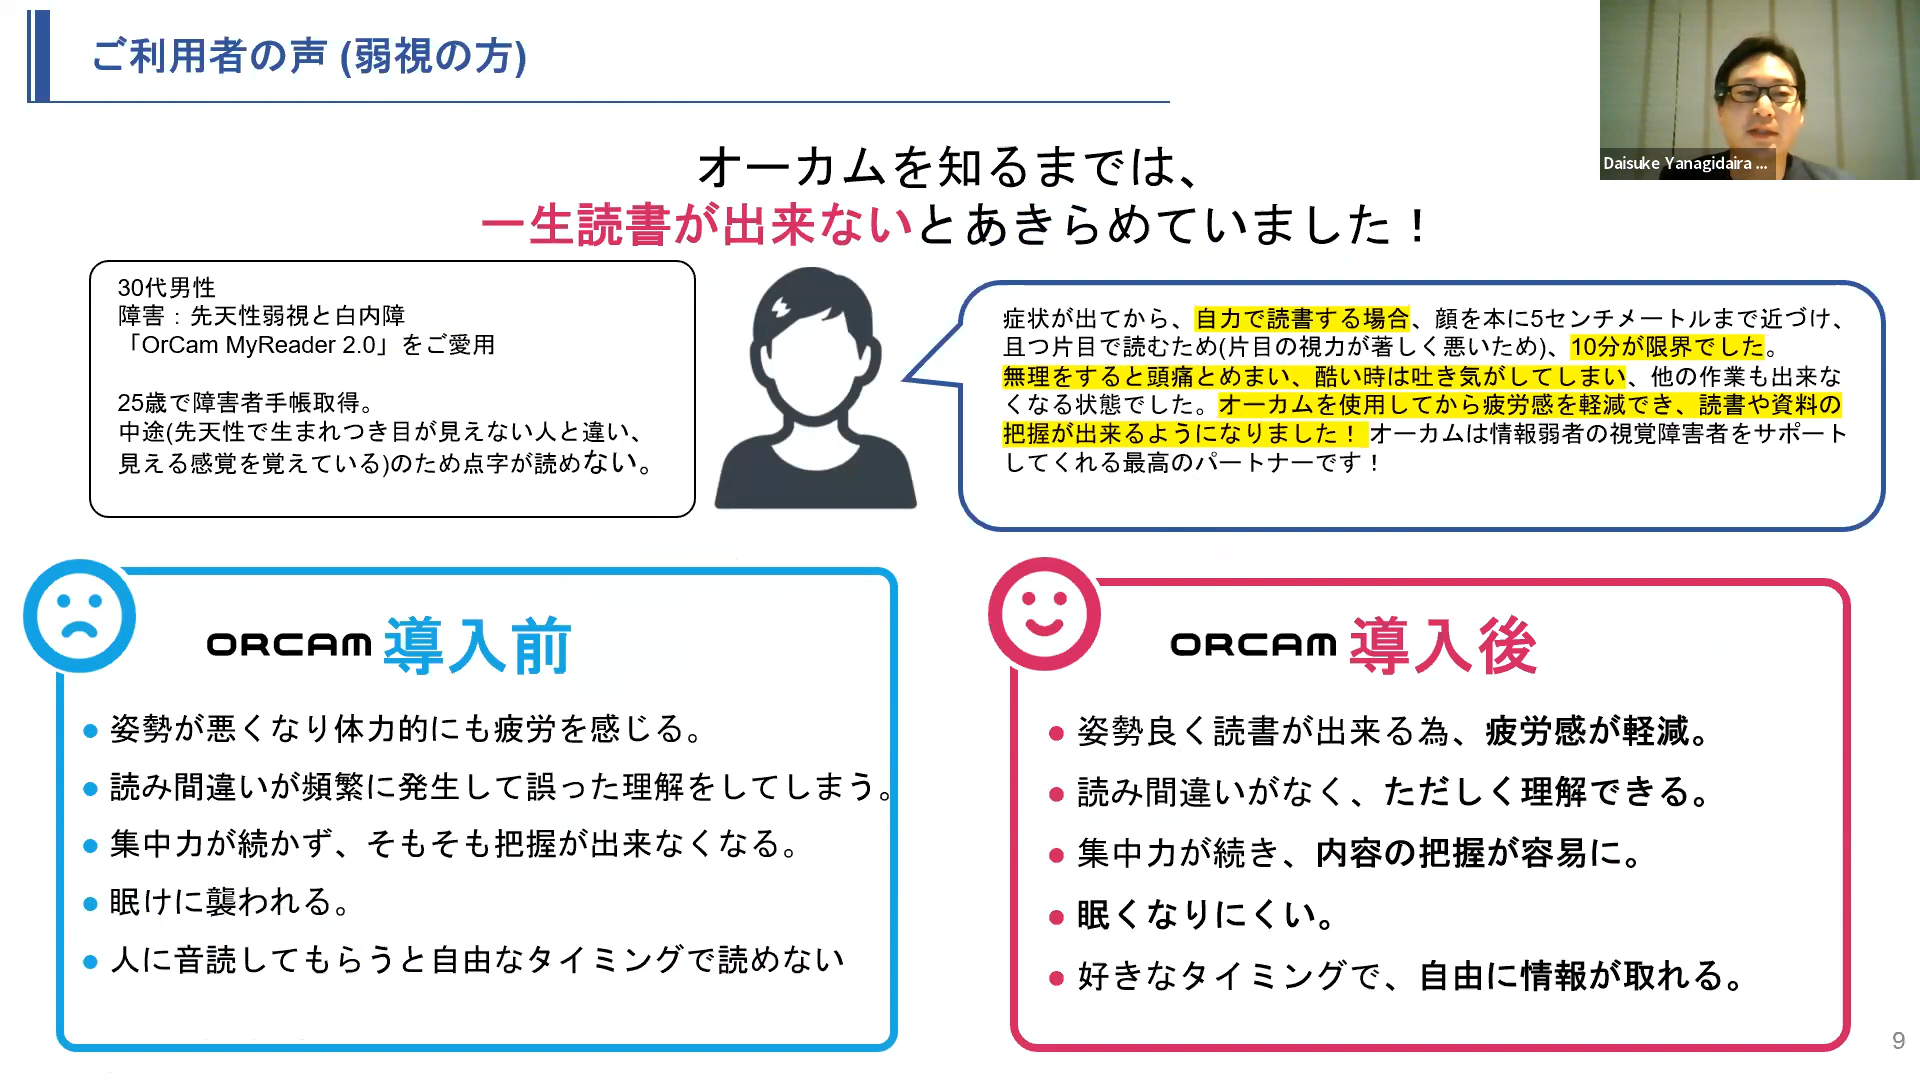 ご利用者の声 (弱視の方)
Daisuke Yanagidaira ...
オーカムを知るまでは、
一生読書が出来ないとあきらめていました！
30代男性
障害：先天性弱視と白内障
「OrCam MyReader 2.0」をご愛用
25歳で障害者手帳取得。
中途(先天性で生まれつき目が見えない人と違い、
見える感覚を覚えている)のため点字が読めない。
症状が出てから、自力で読書する場合、顔を本に5センチメートルまで近づけ、
且つ片目で読むため(片目の視力が著しく悪いため)、10分が限界でした。
無理をすると頭痛とめまい、酷い時は吐き気がしてしまい、他の作業も出来な
くなる状態でした。オーカムを使用してから疲労感を軽減でき、読書や資料の
把握が出来るようになりました！オーカムは情報弱者の視覚障害者をサポート
してくれる最高のパートナーです！
ORCAM 導入前
● 姿勢が悪くなり体力的にも疲労を感じる。
● 読み間違いが頻繁に発生して誤った理解をしてしまう。
● 集中力が続かず、そもそも把握が出来なくなる。
● 眠けに襲われる。
● 人に音読してもらうと自由なタイミングで読めない
ORCAM 導入後
● 姿勢良く読書が出来る為、疲労感が軽減。
● 読み間違いがなく、ただしく理解できる。
● 集中力が続き、内容の把握が容易に。
● 眠くなりにくい。
● 好きなタイミングで、自由に情報が取れる。
9